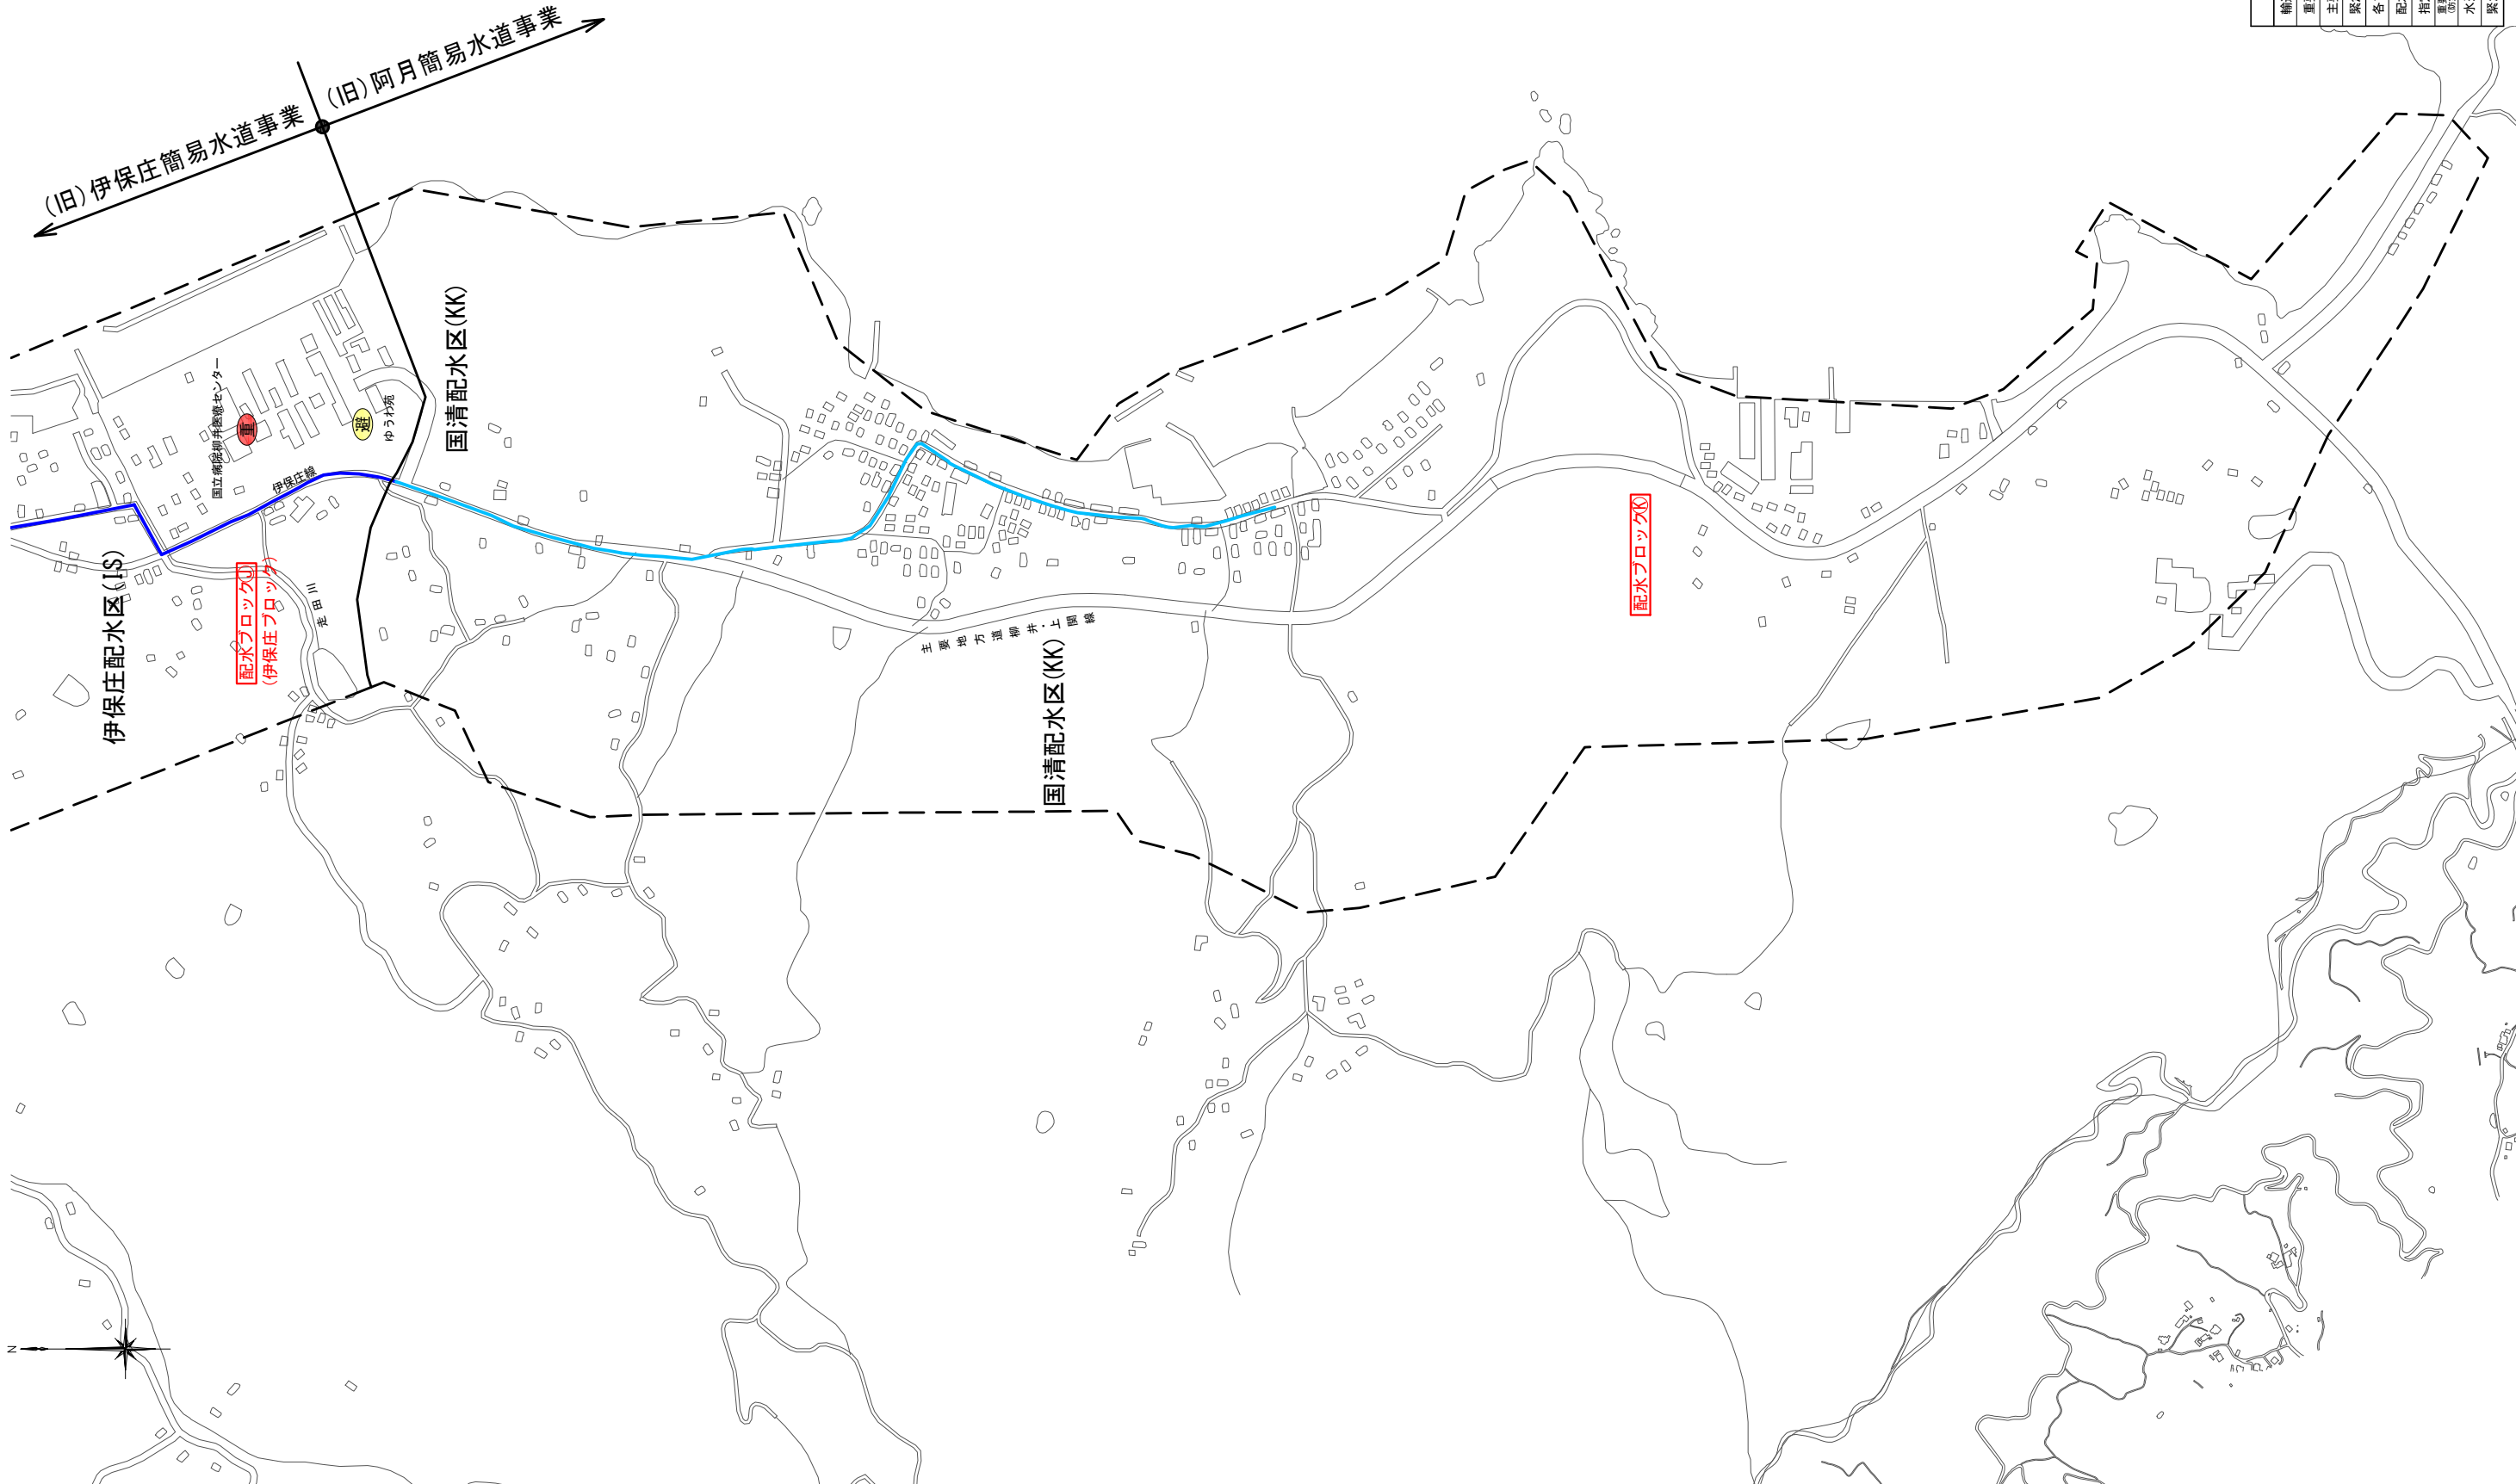 (旧)伊保庄簡易水道事業
(旧)阿月簡易水道事業
国清配水区(KK)
国立病院柳井医療センター
重
避
ゆうわ苑
伊保庄線
伊保庄配水区(IS)
配水ブロックⒿ
(伊保庄ブロック)
走田川
主要地方道柳井・上関線
国清配水区(KK)
配水ブロックⓀ
N